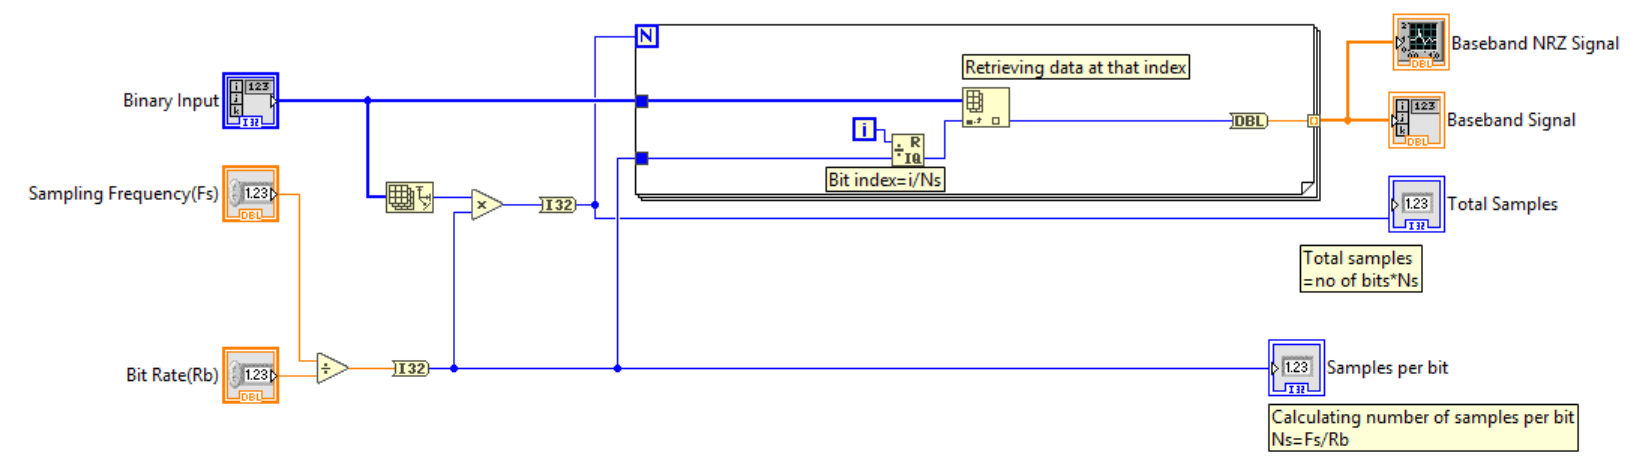 N
Baseband NRZ Signal
DBL
Retrieving data at that index
Binary Input
i
j
k
123
I32
i
R
÷
IQ
DBL
i
j
k
123
DBL
Baseband Signal
Bit index=i/Ns
Sampling Frequency(Fs)
1.23
DBL
×
I32
1.23
I32
Total Samples
Total samples
=no of bits*Ns
Bit Rate(Rb)
1.23
DBL
÷
I32
1.23
I32
Samples per bit
Calculating number of samples per bit
Ns=Fs/Rb